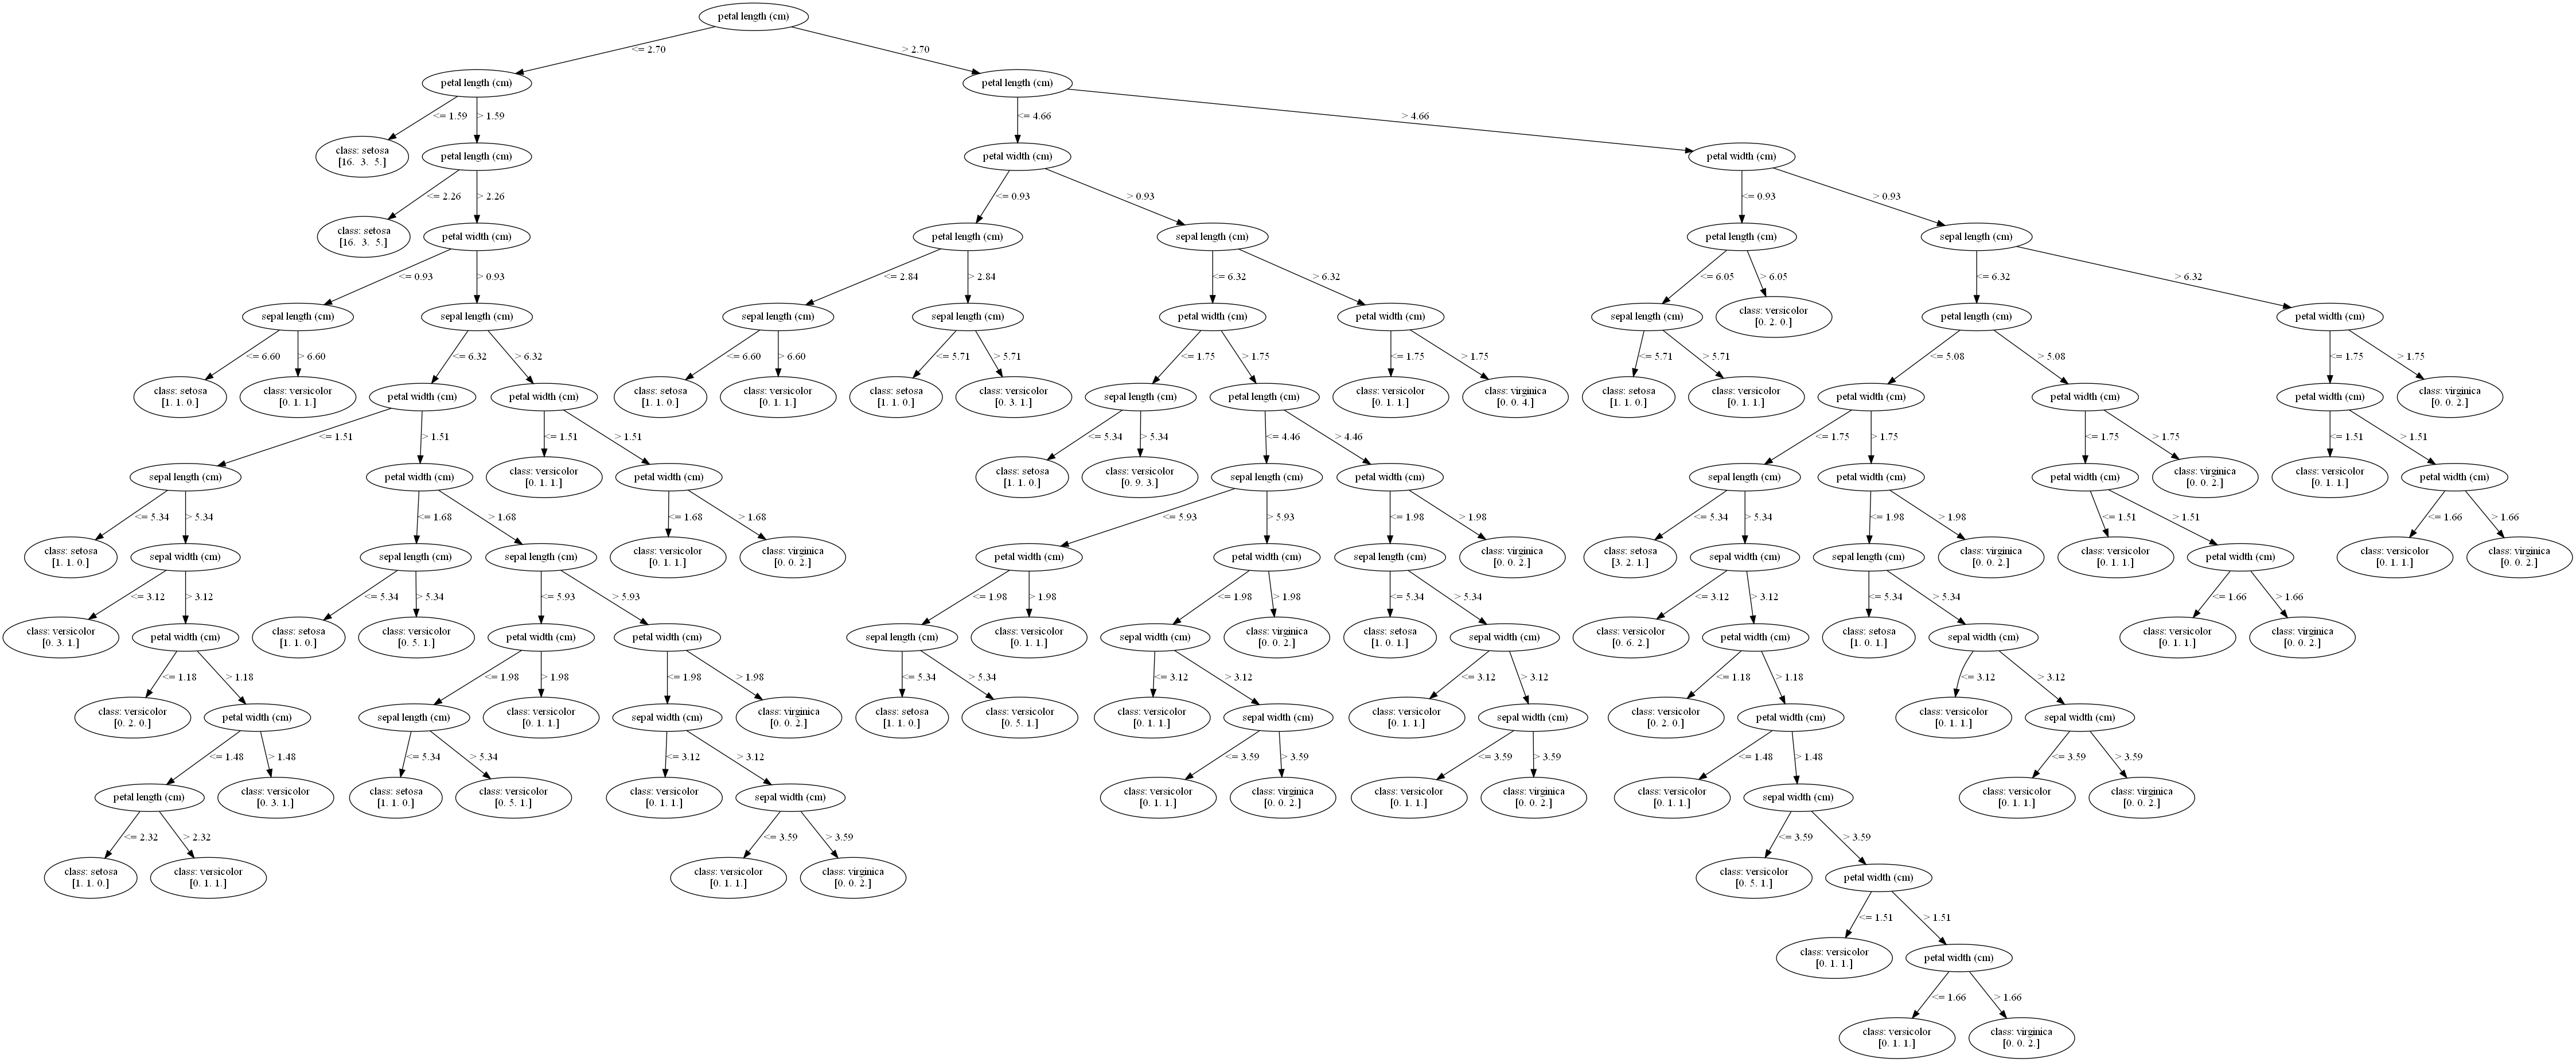 petal length (cm)
<= 2.70
> 2.70
petal length (cm)
petal length (cm)
<= 1.59
> 1.59
<= 4.66
> 4.66
class: setosa
[16.  3.  5.]
petal length (cm)
petal width (cm)
petal width (cm)
<= 2.26
> 2.26
<= 0.93
> 0.93
<= 0.93
> 0.93
class: setosa
[16.  3.  5.]
petal width (cm)
petal length (cm)
sepal length (cm)
petal length (cm)
sepal length (cm)
<= 0.93
> 0.93
<= 2.84
> 2.84
<= 6.32
> 6.32
<= 6.05
> 6.05
<= 6.32
> 6.32
sepal length (cm)
sepal length (cm)
sepal length (cm)
sepal length (cm)
petal width (cm)
petal width (cm)
sepal length (cm)
class: versicolor
[0. 2. 0.]
petal length (cm)
petal width (cm)
<= 6.60
> 6.60
<= 6.32
> 6.32
<= 6.60
> 6.60
<= 5.71
> 5.71
<= 1.75
> 1.75
<= 1.75
> 1.75
<= 5.71
> 5.71
<= 5.08
> 5.08
<= 1.75
> 1.75
class: setosa
[1. 1. 0.]
class: versicolor
[0. 1. 1.]
petal width (cm)
petal width (cm)
class: setosa
[1. 1. 0.]
class: versicolor
[0. 1. 1.]
class: setosa
[1. 1. 0.]
class: versicolor
[0. 3. 1.]
sepal length (cm)
petal length (cm)
class: versicolor
[0. 1. 1.]
class: virginica
[0. 0. 4.]
class: setosa
[1. 1. 0.]
class: versicolor
[0. 1. 1.]
petal width (cm)
petal width (cm)
petal width (cm)
class: virginica
[0. 0. 2.]
<= 1.51
> 1.51
<= 1.51
> 1.51
<= 5.34
> 5.34
<= 4.46
> 4.46
<= 1.75
> 1.75
<= 1.75
> 1.75
<= 1.51
> 1.51
sepal length (cm)
petal width (cm)
class: versicolor
[0. 1. 1.]
petal width (cm)
class: setosa
[1. 1. 0.]
class: versicolor
[0. 9. 3.]
sepal length (cm)
petal width (cm)
sepal length (cm)
petal width (cm)
petal width (cm)
class: virginica
[0. 0. 2.]
class: versicolor
[0. 1. 1.]
petal width (cm)
<= 5.34
> 5.34
<= 1.68
> 1.68
<= 1.68
> 1.68
<= 5.93
> 5.93
<= 1.98
> 1.98
<= 5.34
> 5.34
<= 1.98
> 1.98
<= 1.51
> 1.51
<= 1.66
> 1.66
class: setosa
[1. 1. 0.]
sepal width (cm)
sepal length (cm)
sepal length (cm)
class: versicolor
[0. 1. 1.]
class: virginica
[0. 0. 2.]
petal width (cm)
petal width (cm)
sepal length (cm)
class: virginica
[0. 0. 2.]
class: setosa
[3. 2. 1.]
sepal width (cm)
sepal length (cm)
class: virginica
[0. 0. 2.]
class: versicolor
[0. 1. 1.]
petal width (cm)
class: versicolor
[0. 1. 1.]
class: virginica
[0. 0. 2.]
<= 3.12
> 3.12
<= 5.34
> 5.34
<= 5.93
> 5.93
<= 1.98
> 1.98
<= 1.98
> 1.98
<= 5.34
> 5.34
<= 3.12
> 3.12
<= 5.34
> 5.34
<= 1.66
> 1.66
class: versicolor
[0. 3. 1.]
petal width (cm)
class: setosa
[1. 1. 0.]
class: versicolor
[0. 5. 1.]
petal width (cm)
petal width (cm)
sepal length (cm)
class: versicolor
[0. 1. 1.]
sepal width (cm)
class: virginica
[0. 0. 2.]
class: setosa
[1. 0. 1.]
sepal width (cm)
class: versicolor
[0. 6. 2.]
petal width (cm)
class: setosa
[1. 0. 1.]
sepal width (cm)
class: versicolor
[0. 1. 1.]
class: virginica
[0. 0. 2.]
<= 1.18
> 1.18
<= 1.98
> 1.98
<= 1.98
> 1.98
<= 5.34
> 5.34
<= 3.12
> 3.12
<= 3.12
> 3.12
<= 1.18
> 1.18
<= 3.12
> 3.12
class: versicolor
[0. 2. 0.]
petal width (cm)
sepal length (cm)
class: versicolor
[0. 1. 1.]
sepal width (cm)
class: virginica
[0. 0. 2.]
class: setosa
[1. 1. 0.]
class: versicolor
[0. 5. 1.]
class: versicolor
[0. 1. 1.]
sepal width (cm)
class: versicolor
[0. 1. 1.]
sepal width (cm)
class: versicolor
[0. 2. 0.]
petal width (cm)
class: versicolor
[0. 1. 1.]
sepal width (cm)
<= 1.48
> 1.48
<= 5.34
> 5.34
<= 3.12
> 3.12
<= 3.59
> 3.59
<= 3.59
> 3.59
<= 1.48
> 1.48
<= 3.59
> 3.59
petal length (cm)
class: versicolor
[0. 3. 1.]
class: setosa
[1. 1. 0.]
class: versicolor
[0. 5. 1.]
class: versicolor
[0. 1. 1.]
sepal width (cm)
class: versicolor
[0. 1. 1.]
class: virginica
[0. 0. 2.]
class: versicolor
[0. 1. 1.]
class: virginica
[0. 0. 2.]
class: versicolor
[0. 1. 1.]
sepal width (cm)
class: versicolor
[0. 1. 1.]
class: virginica
[0. 0. 2.]
<= 2.32
> 2.32
<= 3.59
> 3.59
<= 3.59
> 3.59
class: setosa
[1. 1. 0.]
class: versicolor
[0. 1. 1.]
class: versicolor
[0. 1. 1.]
class: virginica
[0. 0. 2.]
class: versicolor
[0. 5. 1.]
petal width (cm)
<= 1.51
> 1.51
class: versicolor
[0. 1. 1.]
petal width (cm)
<= 1.66
> 1.66
class: versicolor
[0. 1. 1.]
class: virginica
[0. 0. 2.]